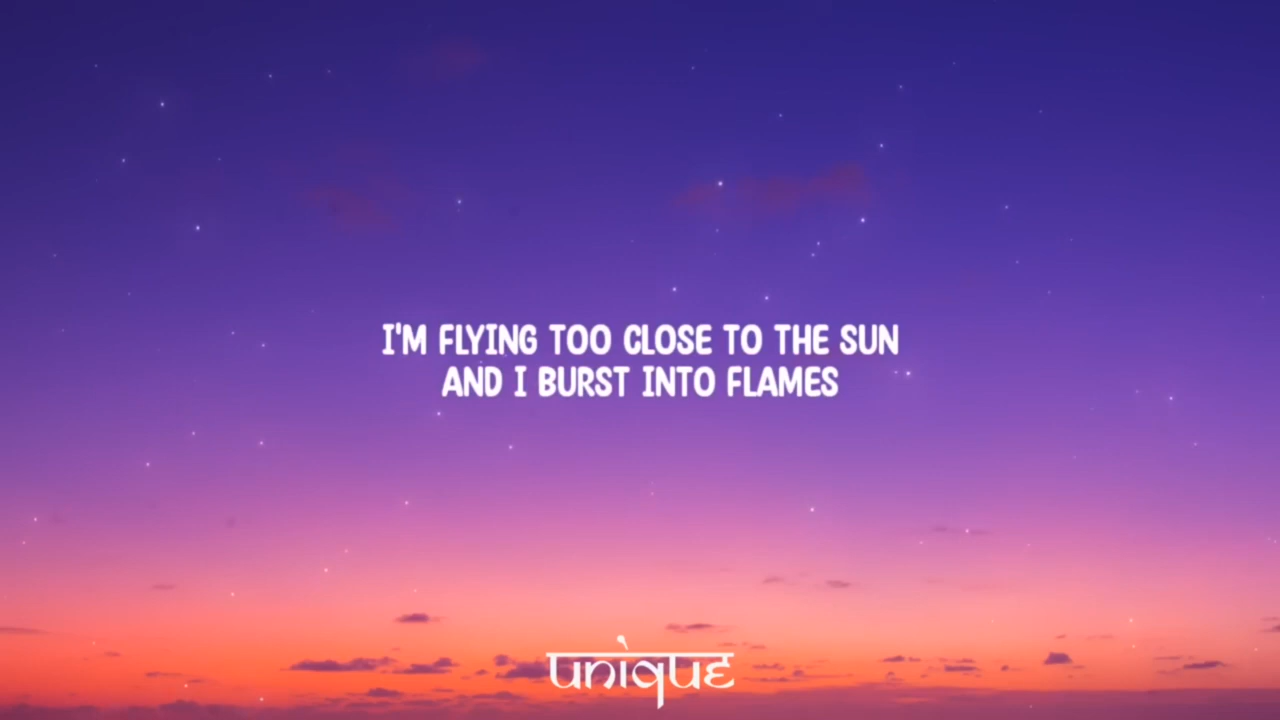 I'M FLYING TOO CLOSE TO THE SUN
AND I BURST INTO FLAMES
unique